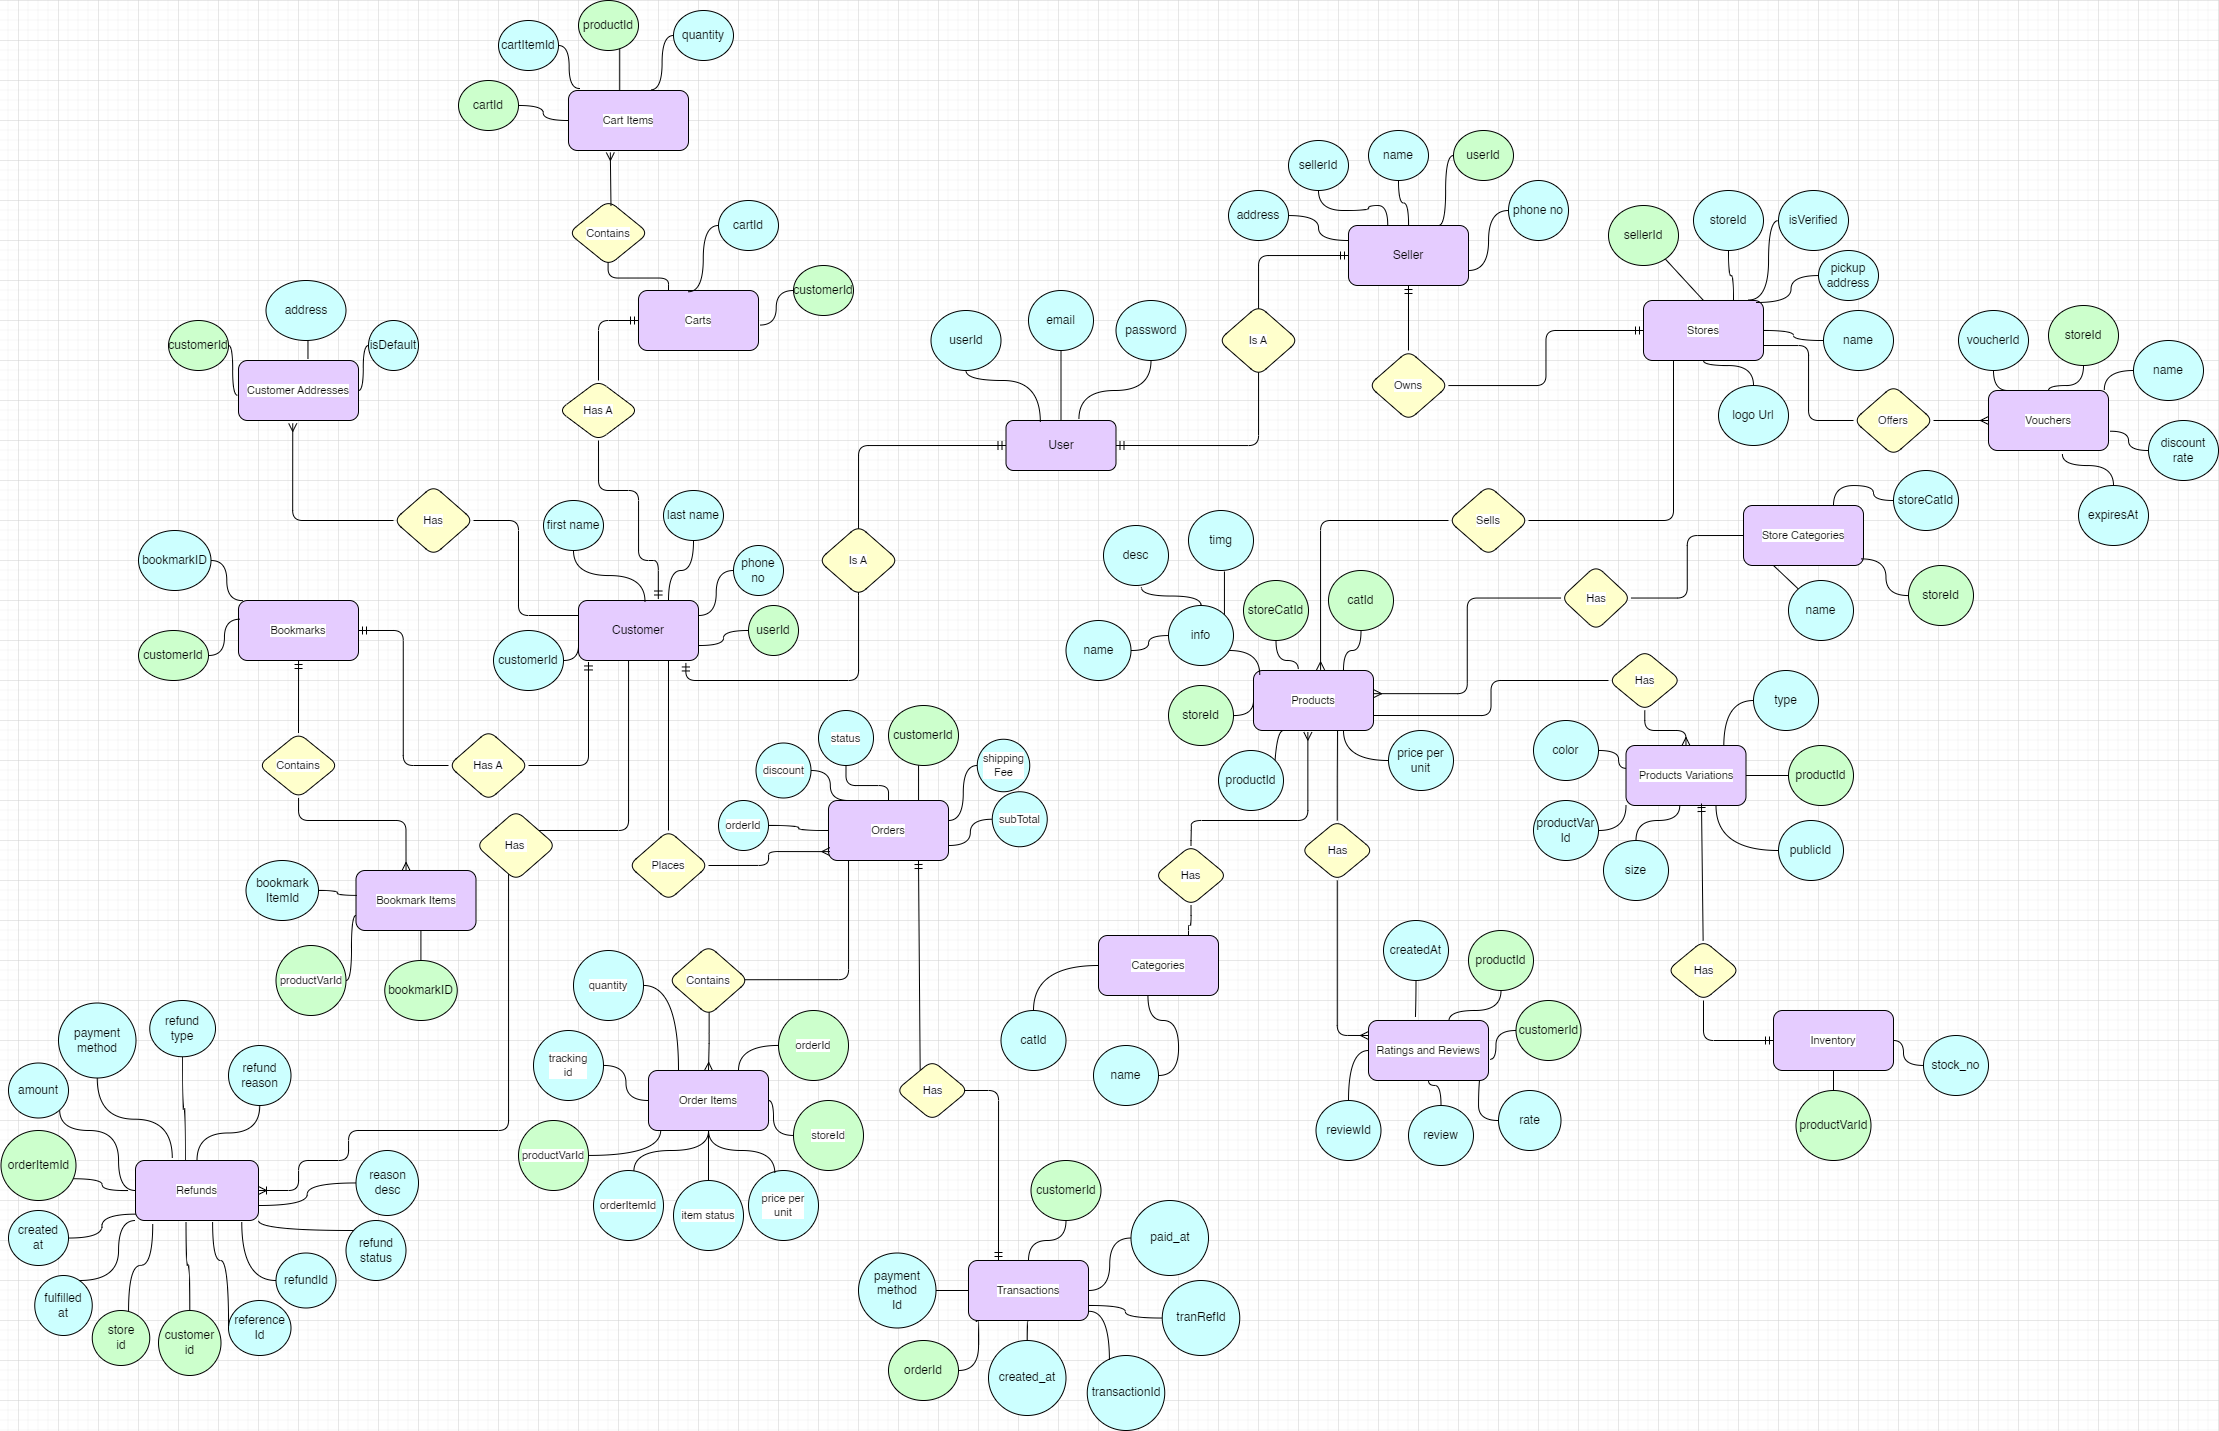 productId
quantity
cartItemId
cartId
Cart Items
Contains
cartId
customerId
Carts
Has A
address
customerId
isDefault
Customer Addresses
Has
name
userId
sellerId
phone no
address
Seller
Is A
Owns
userId
email
password
User
Is A
storeId
isVerified
sellerId
pickup
address
Stores
name
logo Url
Offers
voucherId
storeId
name
Vouchers
discount
rate
expiresAt
Sells
storeCatId
Store Categories
name
storeId
Has
first name
last name
phone
no
userId
Customer
customerId
bookmarkID
Bookmarks
customerId
Contains
Has A
Has
Places
bookmark
ItemId
Bookmark Items
productVarId
bookmarkID
desc
timg
storeCatId
catId
info
name
storeId
Products
productId
price per
unit
Has
type
color
Products Variations
productId
productVar
Id
size
publicId
Has
Inventory
stock_no
productVarId
status
customerId
discount
shipping
Fee
orderId
subTotal
Orders
Has
Has
Categories
catId
name
createdAt
productId
customerId
Ratings and Reviews
reviewId
review
rate
Contains
quantity
tracking
id
orderId
Order Items
productVarId
storeId
orderItemId
item status
price per
unit
Has
payment
method
refund
type
refund
reason
amount
orderItemId
Refunds
reason
desc
created
at
refund
status
fulfilled
at
refundId
store
id
customer
id
reference
Id
customerId
paid_at
payment
method
Id
Transactions
tranRefId
orderId
created_at
transactionId